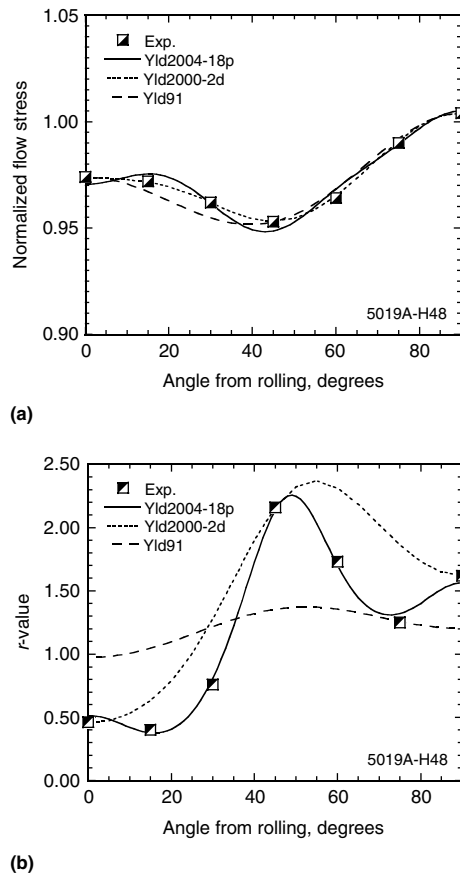 1.05
1.00
0.95
0.90
Normalized flow stress
Exp.
Yld2004-18p
Yld2000-2d
Yld91
5019A-H48
0 20 40 60 80
Angle from rolling, degrees
(a)
2.50
2.00
1.50
1.00
0.50
0.00
r-value
Exp.
Yld2004-18p
Yld2000-2d
Yld91
5019A-H48
0 20 40 60 80
Angle from rolling, degrees
(b)